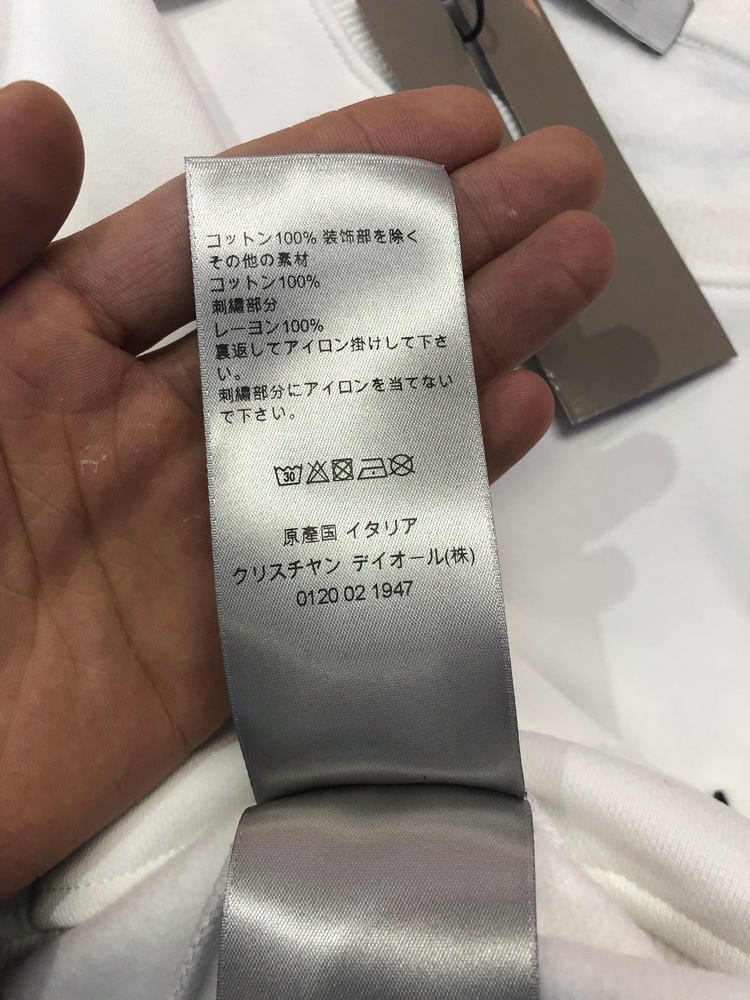 コットン100% 装飾部を除く
その他の素材
コットン100%
刺繍部分
レーヨン100%
裏返してアイロン掛けして下さ
い。
刺繍部分にアイロンを当てない
で下さい。
30
原産国 イタリア
クリスチャン デイオール(株)
0120 02 1947